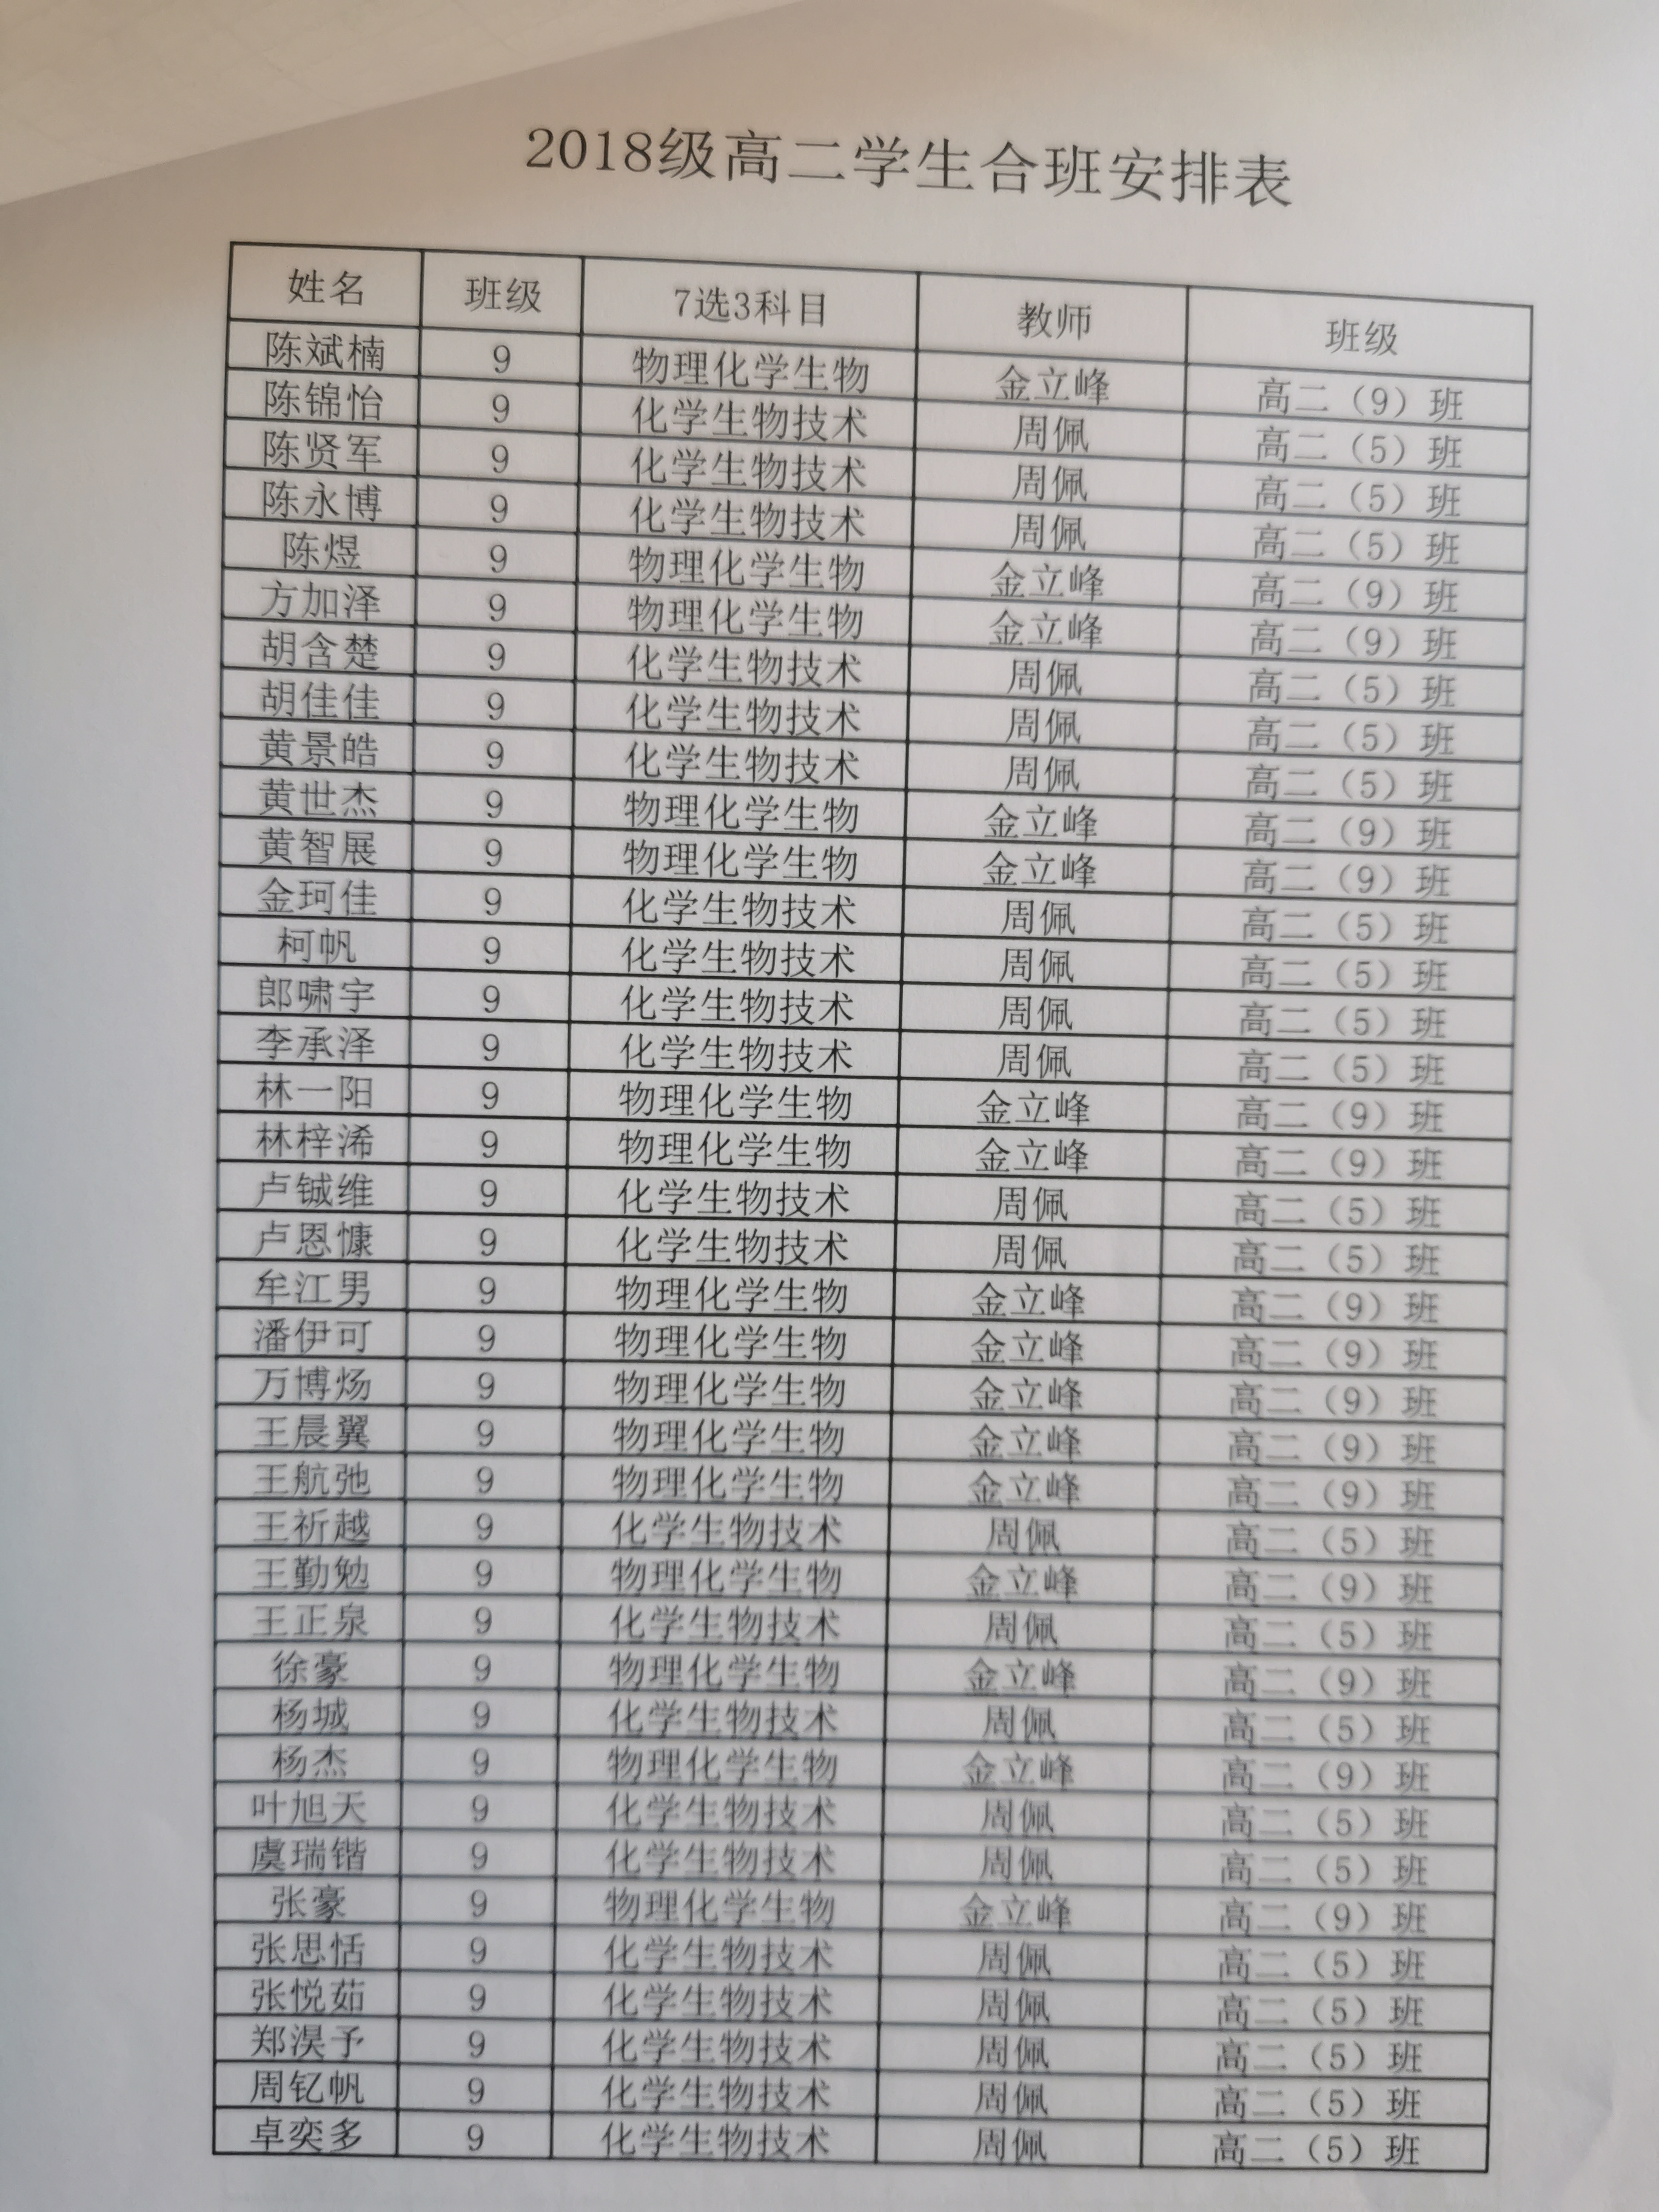 2018级高二学生合班安排表
姓名 班级 7选3科目 教师 班级
陈斌楠 9 物理化学生物 金立峰 高二（9）班
陈锦怡 9 化学生物技术 周佩 高二（5）班
陈贤军 9 化学生物技术 周佩 高二（5）班
陈永博 9 化学生物技术 周佩 高二（5）班
陈煜 9 物理化学生物 金立峰 高二（9）班
方加泽 9 物理化学生物 金立峰 高二（9）班
胡含楚 9 化学生物技术 周佩 高二（5）班
胡佳佳 9 化学生物技术 周佩 高二（5）班
黄景皓 9 化学生物技术 周佩 高二（5）班
黄世杰 9 物理化学生物 金立峰 高二（9）班
黄智展 9 物理化学生物 金立峰 高二（9）班
金珂佳 9 化学生物技术 周佩 高二（5）班
柯帆 9 化学生物技术 周佩 高二（5）班
郎啸宇 9 化学生物技术 周佩 高二（5）班
李承泽 9 化学生物技术 周佩 高二（5）班
林一阳 9 物理化学生物 金立峰 高二（9）班
林梓浠 9 物理化学生物 金立峰 高二（9）班
卢铖维 9 化学生物技术 周佩 高二（5）班
卢恩慷 9 化学生物技术 周佩 高二（5）班
牟江男 9 物理化学生物 金立峰 高二（9）班
潘伊可 9 物理化学生物 金立峰 高二（9）班
万博炀 9 物理化学生物 金立峰 高二（9）班
王晨翼 9 物理化学生物 金立峰 高二（9）班
王航弛 9 物理化学生物 金立峰 高二（9）班
王祈越 9 化学生物技术 周佩 高二（5）班
王勤勉 9 物理化学生物 金立峰 高二（9）班
王正泉 9 化学生物技术 周佩 高二（5）班
徐豪 9 物理化学生物 金立峰 高二（9）班
杨城 9 化学生物技术 周佩 高二（5）班
杨杰 9 物理化学生物 金立峰 高二（9）班
叶旭天 9 化学生物技术 周佩 高二（5）班
虞瑞锴 9 化学生物技术 周佩 高二（5）班
张豪 9 物理化学生物 金立峰 高二（9）班
张思恬 9 化学生物技术 周佩 高二（5）班
张悦茹 9 化学生物技术 周佩 高二（5）班
郑淏予 9 化学生物技术 周佩 高二（5）班
周钇帆 9 化学生物技术 周佩 高二（5）班
卓奕多 9 化学生物技术 周佩 高二（5）班